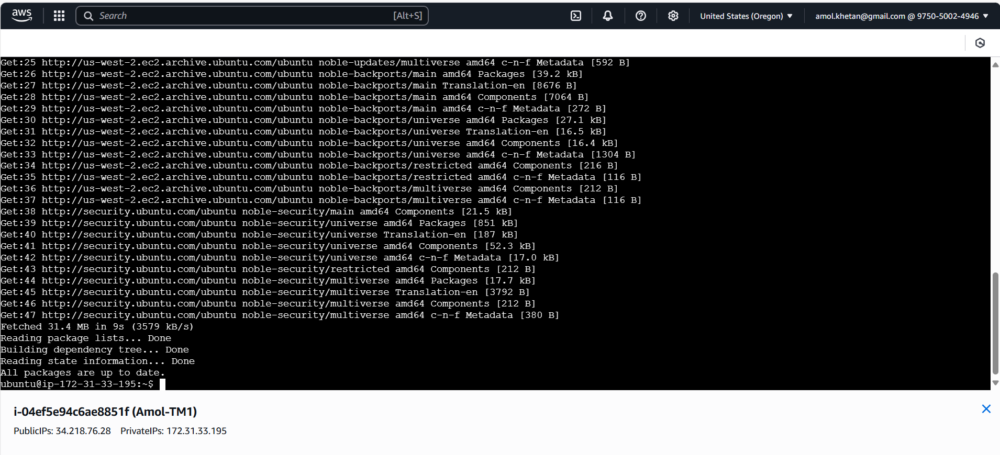 aws
Search
[Alt+S]
United States (Oregon)
amol.khetan@gmail.com @ 9750-5002-4946
Get:25 http://us-west-2.ec2.archive.ubuntu.com/ubuntu noble-updates/multiverse amd64 c-n-f Metadata [592 B]
Get:26 http://us-west-2.ec2.archive.ubuntu.com/ubuntu noble-backports/main amd64 Packages [39.2 kB]
Get:27 http://us-west-2.ec2.archive.ubuntu.com/ubuntu noble-backports/main Translation-en [8676 B]
Get:28 http://us-west-2.ec2.archive.ubuntu.com/ubuntu noble-backports/main amd64 Components [7064 B]
Get:29 http://us-west-2.ec2.archive.ubuntu.com/ubuntu noble-backports/main amd64 c-n-f Metadata [272 B]
Get:30 http://us-west-2.ec2.archive.ubuntu.com/ubuntu noble-backports/universe amd64 Packages [27.1 kB]
Get:31 http://us-west-2.ec2.archive.ubuntu.com/ubuntu noble-backports/universe Translation-en [16.5 kB]
Get:32 http://us-west-2.ec2.archive.ubuntu.com/ubuntu noble-backports/universe amd64 Components [16.4 kB]
Get:33 http://us-west-2.ec2.archive.ubuntu.com/ubuntu noble-backports/universe amd64 c-n-f Metadata [1304 B]
Get:34 http://us-west-2.ec2.archive.ubuntu.com/ubuntu noble-backports/restricted amd64 Components [216 B]
Get:35 http://us-west-2.ec2.archive.ubuntu.com/ubuntu noble-backports/restricted amd64 c-n-f Metadata [116 B]
Get:36 http://us-west-2.ec2.archive.ubuntu.com/ubuntu noble-backports/multiverse amd64 Components [212 B]
Get:37 http://us-west-2.ec2.archive.ubuntu.com/ubuntu noble-backports/multiverse amd64 c-n-f Metadata [116 B]
Get:38 http://security.ubuntu.com/ubuntu noble-security/main amd64 Components [21.5 kB]
Get:39 http://security.ubuntu.com/ubuntu noble-security/universe amd64 Packages [851 kB]
Get:40 http://security.ubuntu.com/ubuntu noble-security/universe Translation-en [187 kB]
Get:41 http://security.ubuntu.com/ubuntu noble-security/universe amd64 Components [52.3 kB]
Get:42 http://security.ubuntu.com/ubuntu noble-security/universe amd64 c-n-f Metadata [17.0 kB]
Get:43 http://security.ubuntu.com/ubuntu noble-security/restricted amd64 Components [212 B]
Get:44 http://security.ubuntu.com/ubuntu noble-security/multiverse amd64 Packages [17.7 kB]
Get:45 http://security.ubuntu.com/ubuntu noble-security/multiverse Translation-en [3792 B]
Get:46 http://security.ubuntu.com/ubuntu noble-security/multiverse amd64 Components [212 B]
Get:47 http://security.ubuntu.com/ubuntu noble-security/multiverse amd64 c-n-f Metadata [380 B]
Fetched 31.4 MB in 9s (3579 kB/s)
Reading package lists... Done
Building dependency tree... Done
Reading state information... Done
All packages are up to date.
ubuntu@ip-172-31-33-195:~$
i-04ef5e94c6ae8851f (Amol-TM1)
PublicIPs: 34.218.76.28 PrivateIPs: 172.31.33.195